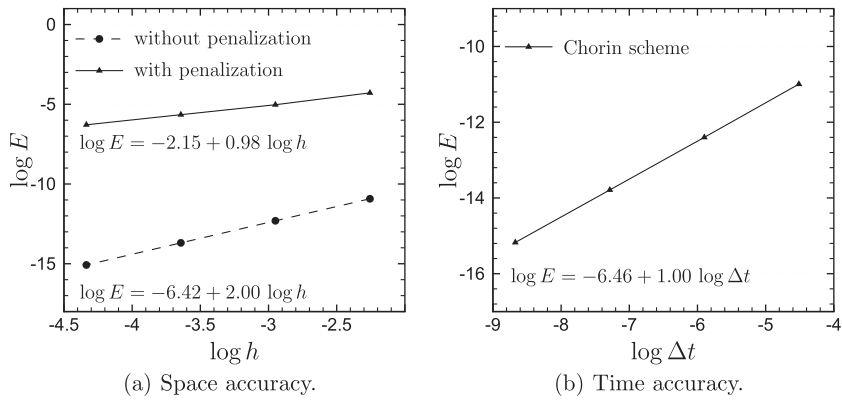 0
-5
-10
-15
log E
without penalization
with penalization
log E = −2.15 + 0.98 log h
log E = −6.42 + 2.00 log h
-4.5 -4 -3.5 -3 -2.5
log h
(a) Space accuracy.
-10
-12
-14
-16
log E
Chorin scheme
log E = −6.46 + 1.00 log Δt
-9 -8 -7 -6 -5 -4
log Δt
(b) Time accuracy.